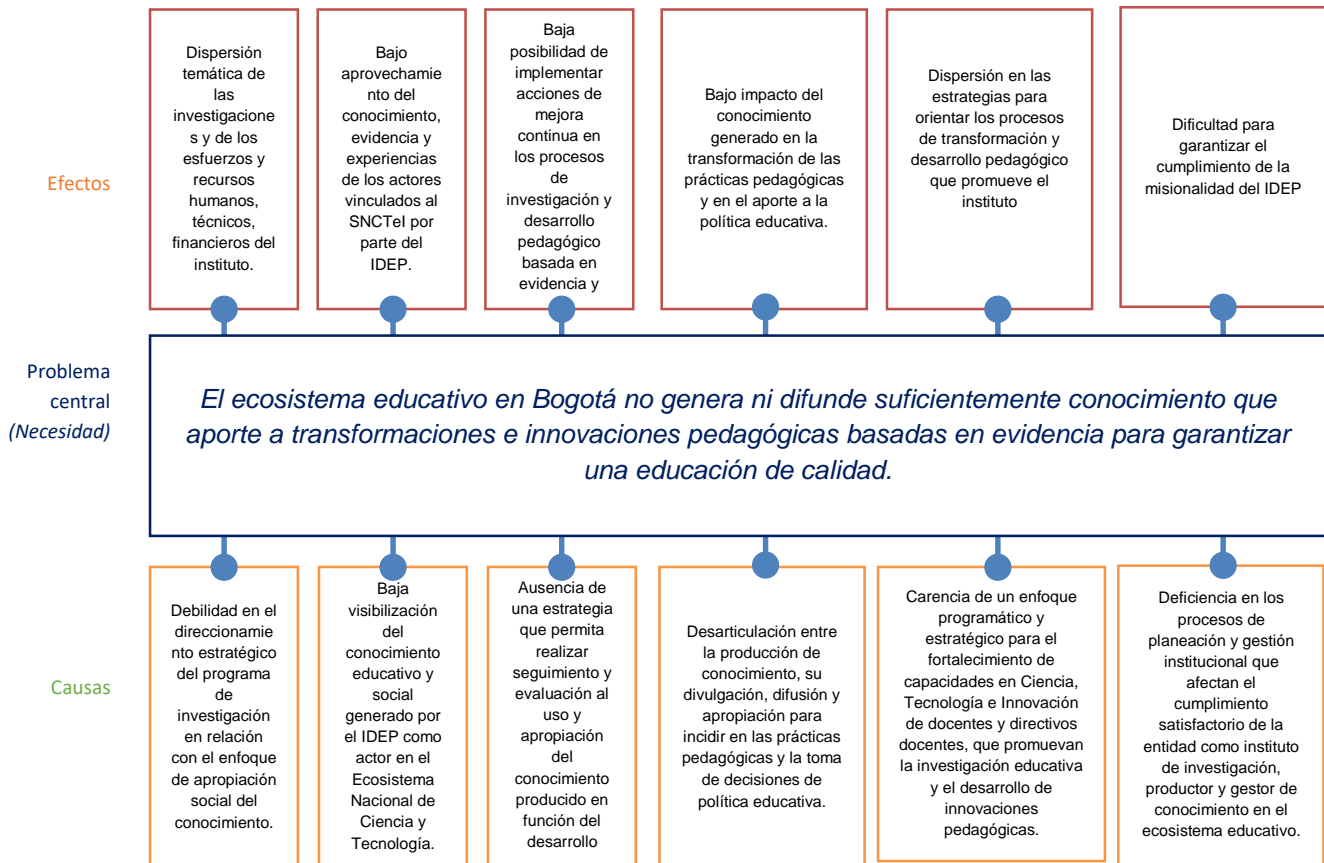 Efectos
Dispersión
temática de
las
investigacione
s y de los
esfuerzos y
recursos
humanos,
técnicos,
financieros del
instituto.
Bajo
aprovechamie
nto del
conocimiento,
evidencia y
experiencias
de los actores
vinculados al
SNCTeI por
parte del
IDEP.
Baja
posibilidad de
implementar
acciones de
mejora
continua en
los procesos
de
investigación y
desarrollo
pedagógico
basada en
evidencia y
Bajo impacto del
conocimiento
generado en la
transformación de las
prácticas pedagógicas
y en el aporte a la
política educativa.
Dispersión en las
estrategias para
orientar los procesos
de transformación y
desarrollo pedagógico
que promueve el
instituto
Dificultad para
garantizar el
cumplimiento de la
misionalidad del IDEP
Problema
central
(Necesidad)
El ecosistema educativo en Bogotá no genera ni difunde suficientemente conocimiento que
aporte a transformaciones e innovaciones pedagógicas basadas en evidencia para garantizar
una educación de calidad.
Causas
Debilidad en el
direccionamie
nto estratégico
del programa
de
investigación
en relación
con el enfoque
de apropiación
social del
conocimiento.
Baja
visibilización
del
conocimiento
educativo y
social
generado por
el IDEP como
actor en el
Ecosistema
Nacional de
Ciencia y
Tecnología.
Ausencia de
una estrategia
que permita
realizar
seguimiento y
evaluación al
uso y
apropiación
del
conocimiento
producido en
función del
desarrollo
Desarticulación entre
la producción de
conocimiento, su
divulgación, difusión y
apropiación para
incidir en las prácticas
pedagógicas y la toma
de decisiones de
política educativa.
Carencia de un enfoque
programático y
estratégico para el
fortalecimiento de
capacidades en Ciencia,
Tecnología e Innovación
de docentes y directivos
docentes, que promuevan
la investigación educativa
y el desarrollo de
innovaciones
pedagógicas.
Deficiencia en los
procesos de
planeación y gestión
institucional que
afectan el
cumplimiento
satisfactorio de la
entidad como instituto
de investigación,
productor y gestor de
conocimiento en el
ecosistema educativo.